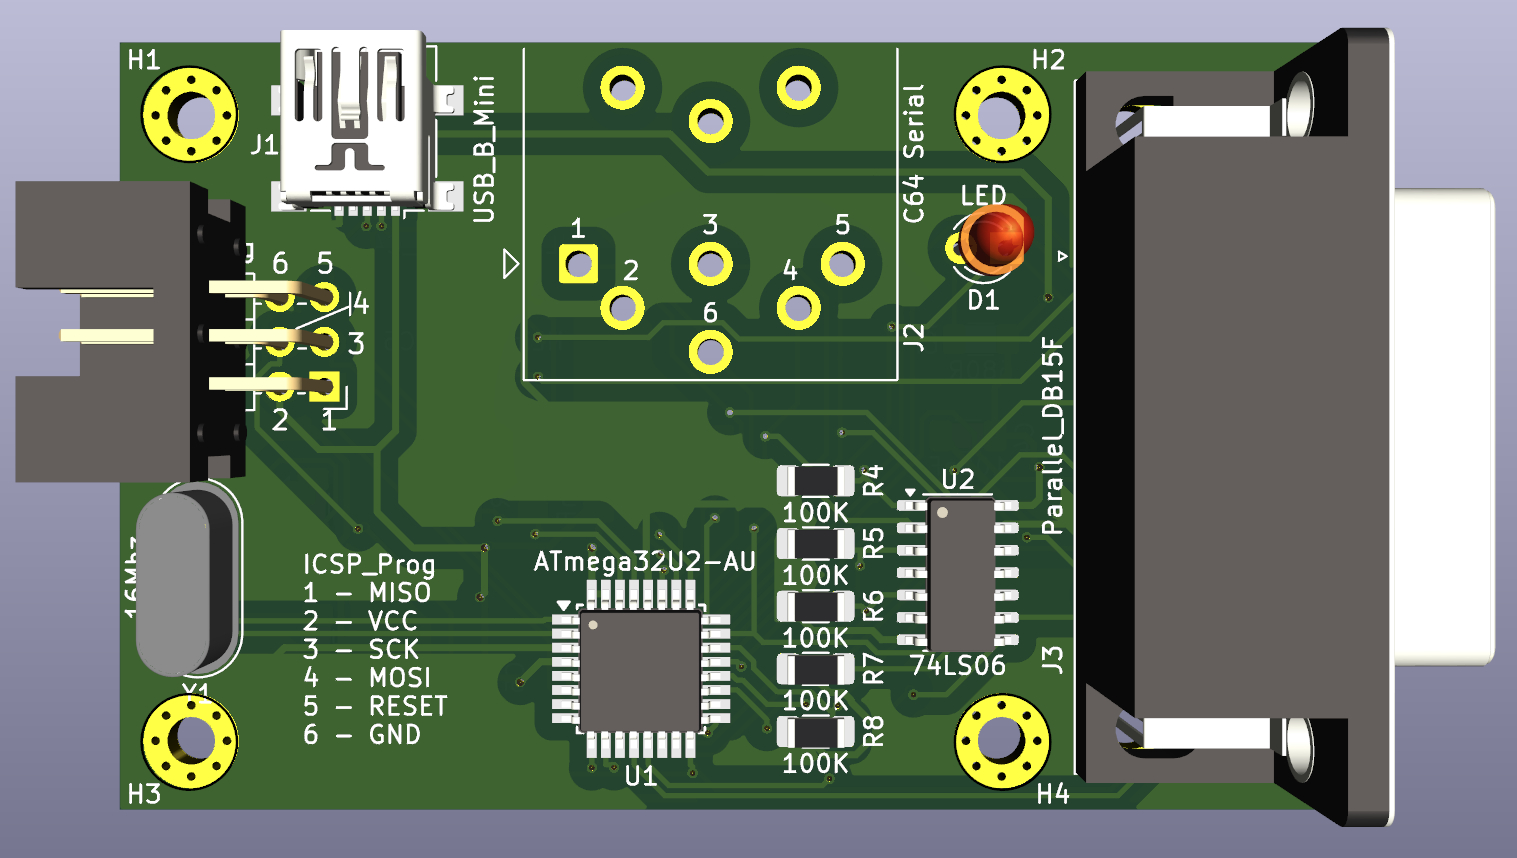 H1
H2
J1
USB_B_Mini
C64 Serial
LED
D1
1
3
5
2
4
6
J2
g
6
5
4
3
2
1
Parallel_DB15F
J3
16Mhz
Y1
ICSP_Prog
1 - MISO
2 - VCC
3 - SCK
4 - MOSI
5 - RESET
6 - GND
ATmega32U2-AU
U1
R4
100K
R5
100K
R6
100K
R7
100K
R8
100K
U2
74LS06
H3
H4